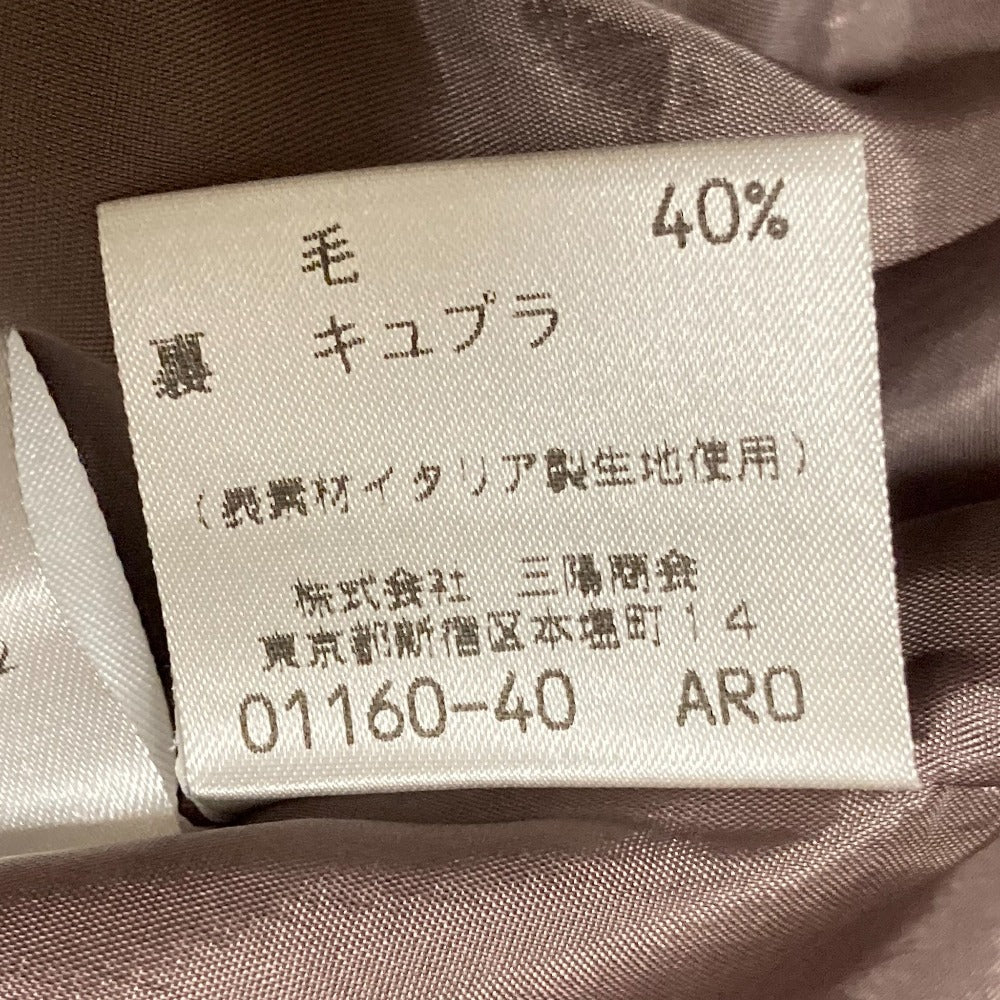 毛 40%
裏 キュプラ
(表素材イタリア製生地使用)
株式会社 三陽商会
東京都新宿区本塩町14
01160-40 ARO